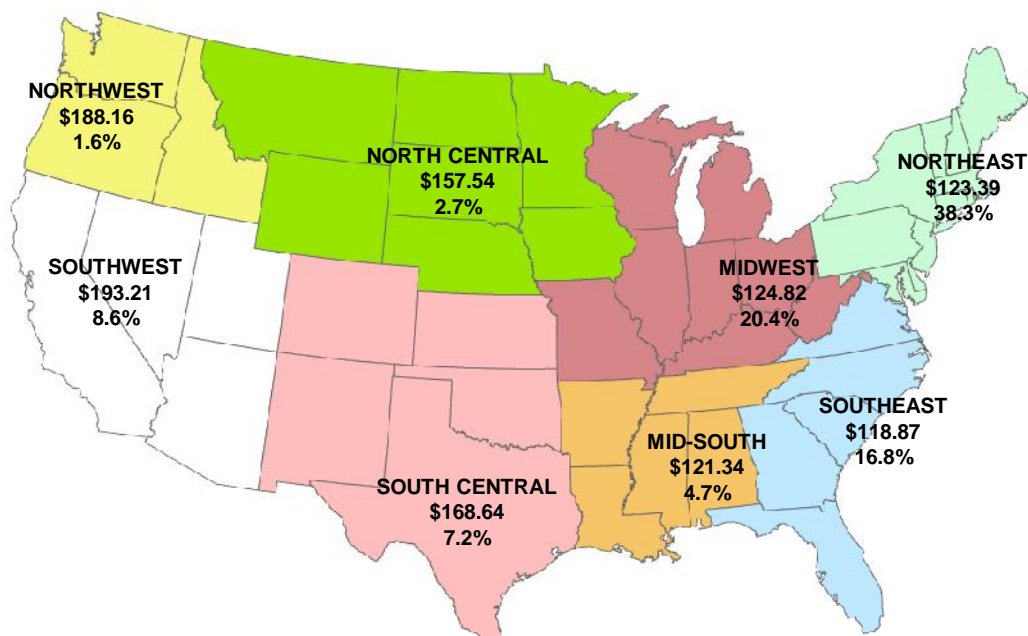 NORTHWEST
$188.16
1.6%
NORTH CENTRAL
$157.54
2.7%
NORTHEAST
$123.39
38.3%
SOUTHWEST
$193.21
8.6%
MIDWEST
$124.82
20.4%
SOUTHEAST
$118.87
16.8%
MID-SOUTH
$121.34
4.7%
SOUTH CENTRAL
$168.64
7.2%